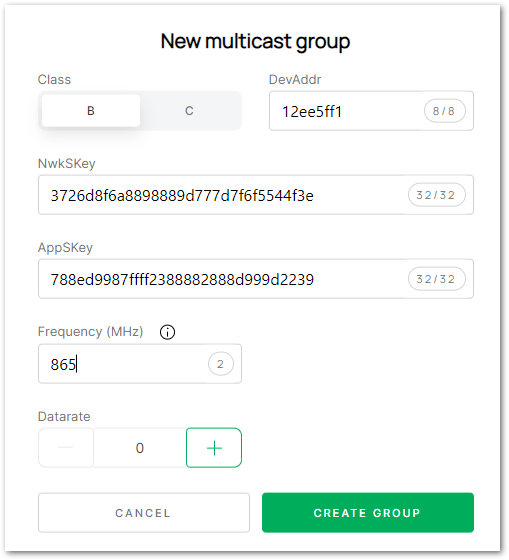 New multicast group
Class
DevAddr
B
C
12ee5ff1
8/8
NwkSKey
3726d8f6a8898889d777d7f6f5544f3e
32/32
AppSKey
788ed9987ffff2388882888d999d2239
32/32
Frequency (MHz)
865
2
Datarate
0
CANCEL
CREATE GROUP